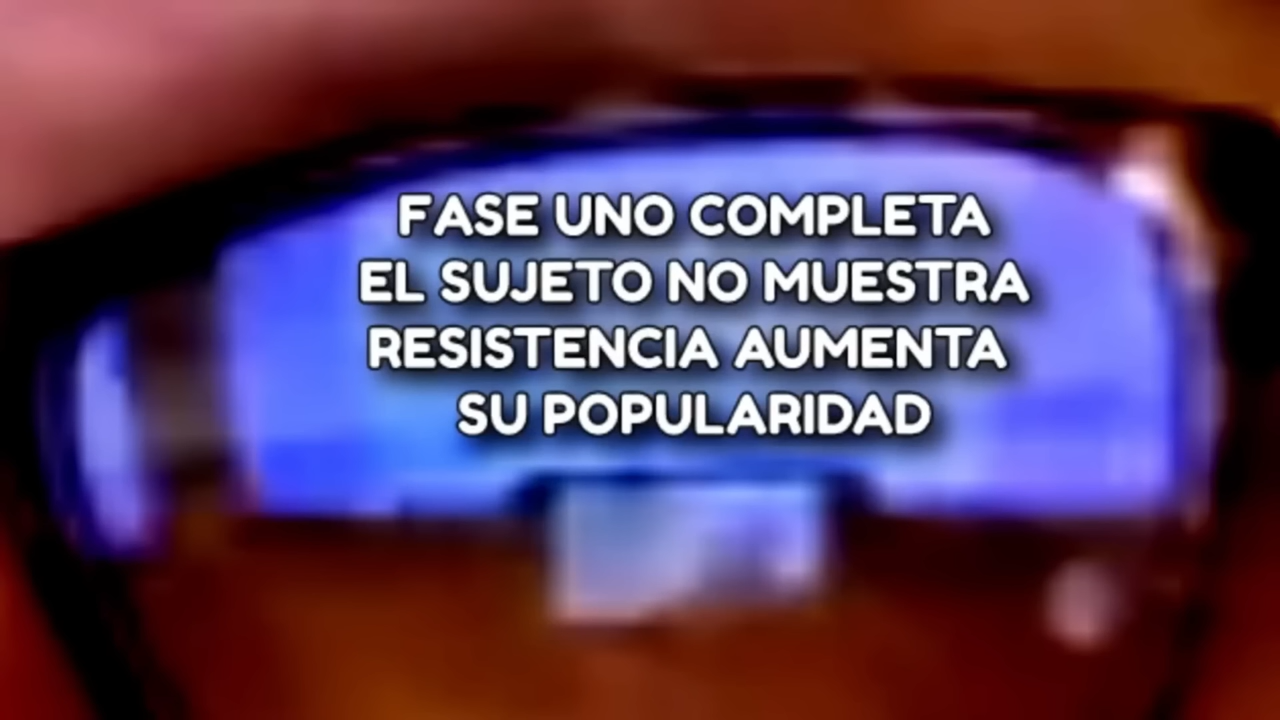 FASE UNO COMPLETA
EL SUJETO NO MUESTRA
RESISTENCIA AUMENTA
SU POPULARIDAD